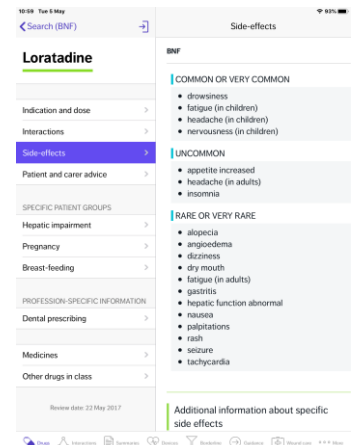 10:59 Tue 5 May
93%
Search (BNF)
Side-effects
Loratadine
Indication and dose
Interactions
Side-effects
Patient and carer advice
SPECIFIC PATIENT GROUPS
Hepatic impairment
Pregnancy
Breast-feeding
PROFESSION-SPECIFIC INFORMATION
Dental prescribing
Medicines
Other drugs in class
Review date: 22 May 2017
BNF
COMMON OR VERY COMMON
• drowsiness
• fatigue (in children)
• headache (in children)
• nervousness (in children)
UNCOMMON
• appetite increased
• headache (in adults)
• insomnia
RARE OR VERY RARE
• alopecia
• angioedema
• dizziness
• dry mouth
• fatigue (in adults)
• gastritis
• hepatic function abnormal
• nausea
• palpitations
• rash
• seizure
• tachycardia
Additional information about specific
side effects
Drugs
Interactions
Summaries
Devices
Borderline
Guidance
Wound care
More